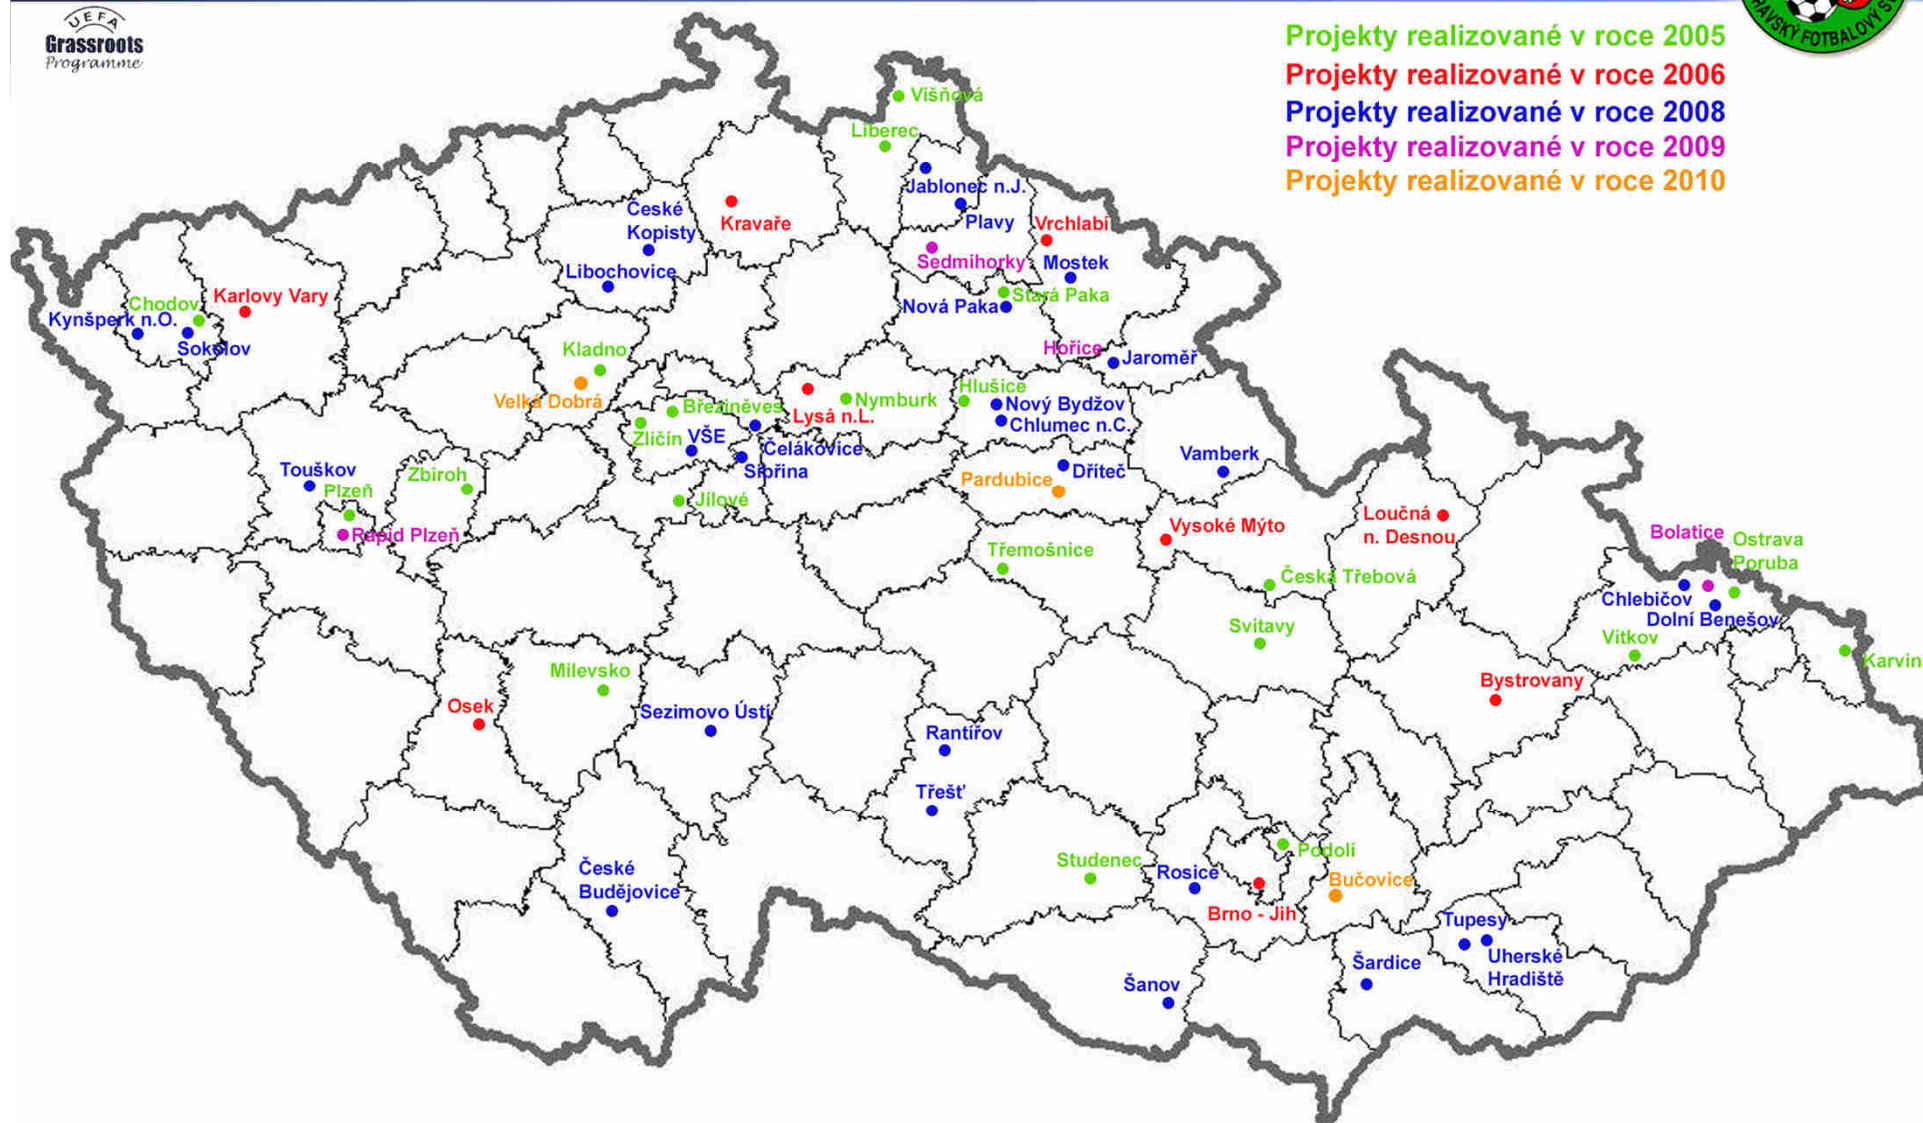 UEFA
Grassroots
Programme
RAVSKÝ FOTBALOVÝ SV
Projekty realizované v roce 2005
Projekty realizované v roce 2006
Projekty realizované v roce 2008
Projekty realizované v roce 2009
Projekty realizované v roce 2010
Višňová
Liberec
Jablonec n.J.
Plavy
České
Kopisty
Kravaře
Vrchlabí
Sedmihorky
Mostek
Libochovice
Chodov
Karlovy Vary
Stará Paka
Nová Paka
Kynšperk n.O.
Sokolov
Kladno
Hořice
Jaroměř
Velká Dobrá
Hlušice
Březiněves
Nymburk
Nový Bydžov
Lysá n.L.
Chlumec n.C.
Zličín
VŠE
Čelákovice
Sibřina
Vamberk
Touškov
Zbiroh
Dříteč
Plzeň
Pardubice
Jílové
Rapid Plzeň
Vysoké Mýto
Loučná
n. Desnou
Bolatice
Ostrava
Poruba
Třemošnice
Česká Třebová
Chlebičov
Dolní Benešov
Svitavy
Vítkov
Karvin
Milevsko
Bystrovany
Osek
Sezimovo Ústí
Rantířov
Třešť
Studenec
Podolí
České
Budějovice
Rosice
Bučovice
Brno - Jih
Tupesy
Uherské
Hradiště
Šardice
Šanov